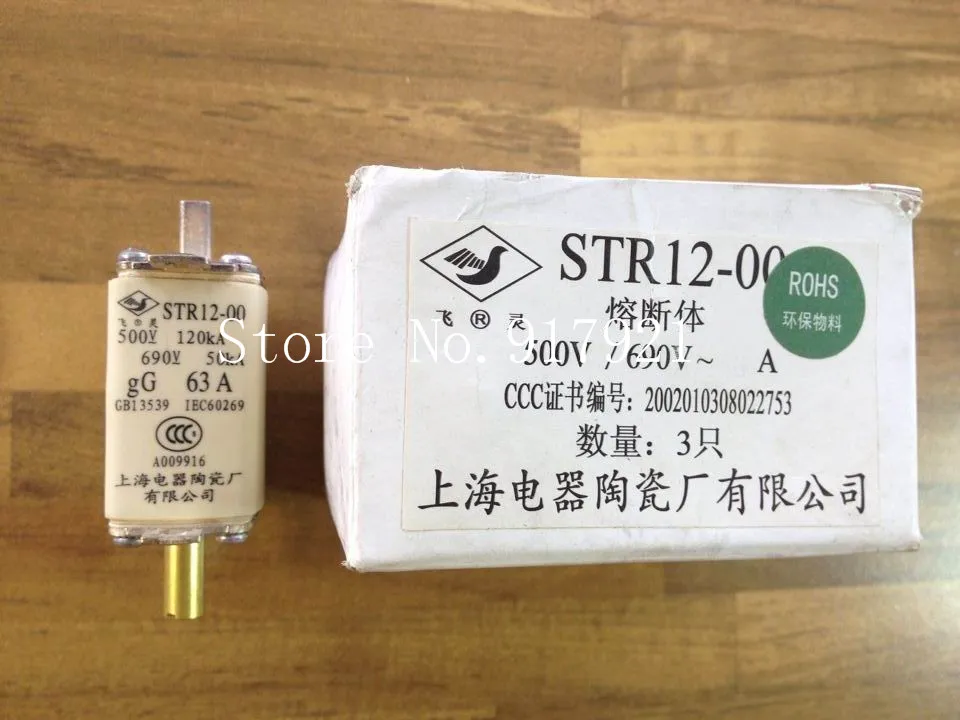 飞®灵
STR12-00
500V 120kA
690V 50kA
gG 63A
GB13539 IEC60269
CCC
A009916
上海电器陶瓷厂
有限公司
STR12-00
飞®灵
熔断体
500V / 690V~ A
CCC证书编号: 2002010308022753
数量: 3只
上海电器陶瓷厂有限公司
ROHS
环保物料
Store No.917921